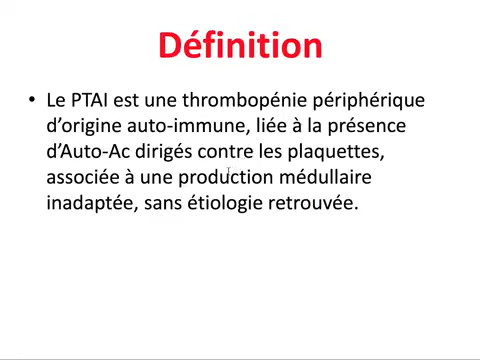 Définition
• Le PTAI est une thrombopénie périphérique
d’origine auto-immune, liée à la présence
d’Auto-Ac dirigés contre les plaquettes,
associée à une production médullaire
inadaptée, sans étiologie retrouvée.